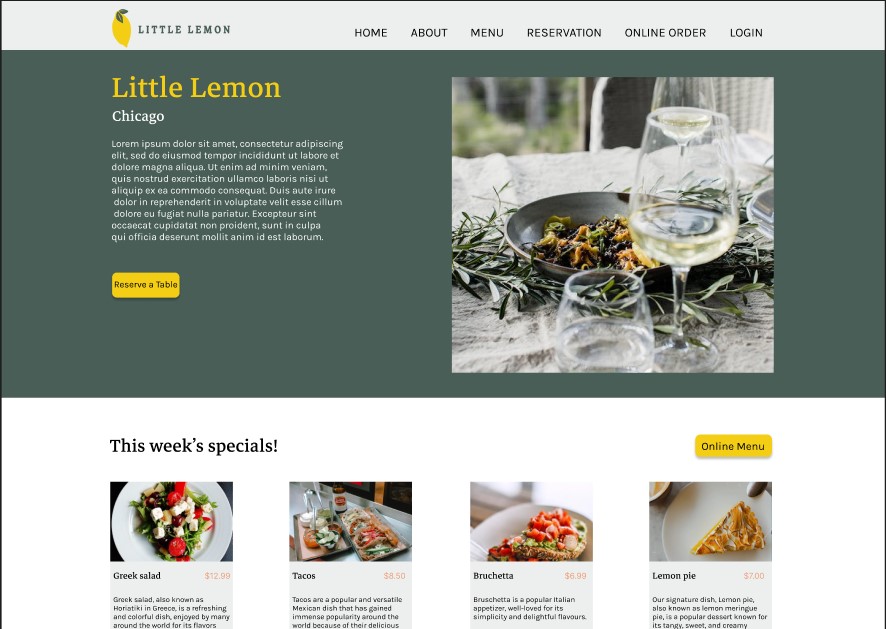 LITTLE LEMON
HOME ABOUT MENU RESERVATION ONLINE ORDER LOGIN
Little Lemon
Chicago
Lorem ipsum dolor sit amet, consectetur adipiscing
elit, sed do eiusmod tempor incididunt ut labore et
dolore magna aliqua. Ut enim ad minim veniam,
quis nostrud exercitation ullamco laboris nisi ut
aliquip ex ea commodo consequat. Duis aute irure
dolor in reprehenderit in voluptate velit esse cillum
dolore eu fugiat nulla pariatur. Excepteur sint
occaecat cupidatat non proident, sunt in culpa
qui officia deserunt mollit anim id est laborum.
Reserve a Table
This week's specials!
Online Menu
Greek salad $12.99
Greek salad, also known as
Horiatiki in Greece, is a refreshing
and colorful dish, enjoyed by many
around the world for its flavors
Tacos $8.50
Tacos are a popular and versatile
Mexican dish that has gained
immense popularity around the
world because of their delicious
Bruchetta $6.99
Bruschetta is a popular Italian
appetizer, well-loved for its
simplicity and delightful flavours.
Lemon pie $7.00
Our signature dish, Lemon pie,
also known as lemon meringue
pie, is a popular dessert known for
its tangy, sweet, and creamy